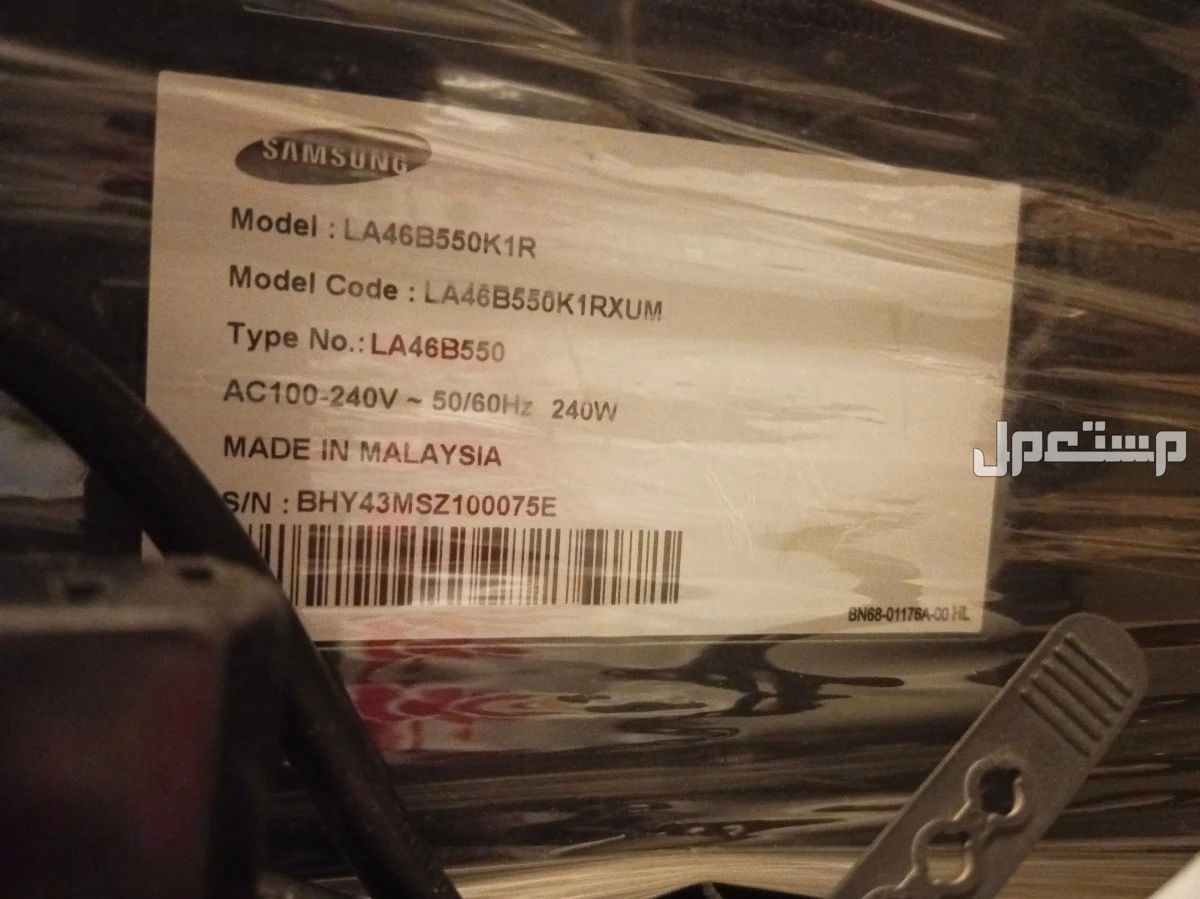 SAMSUNG
Model : LA46B550K1R
Model Code : LA46B550K1RXUM
Type No.: LA46B550
AC100-240V ~ 50/60Hz 240W
MADE IN MALAYSIA
S/N : BHY43MSZ100075E
BN68-01176A-00 HL
مستعمل